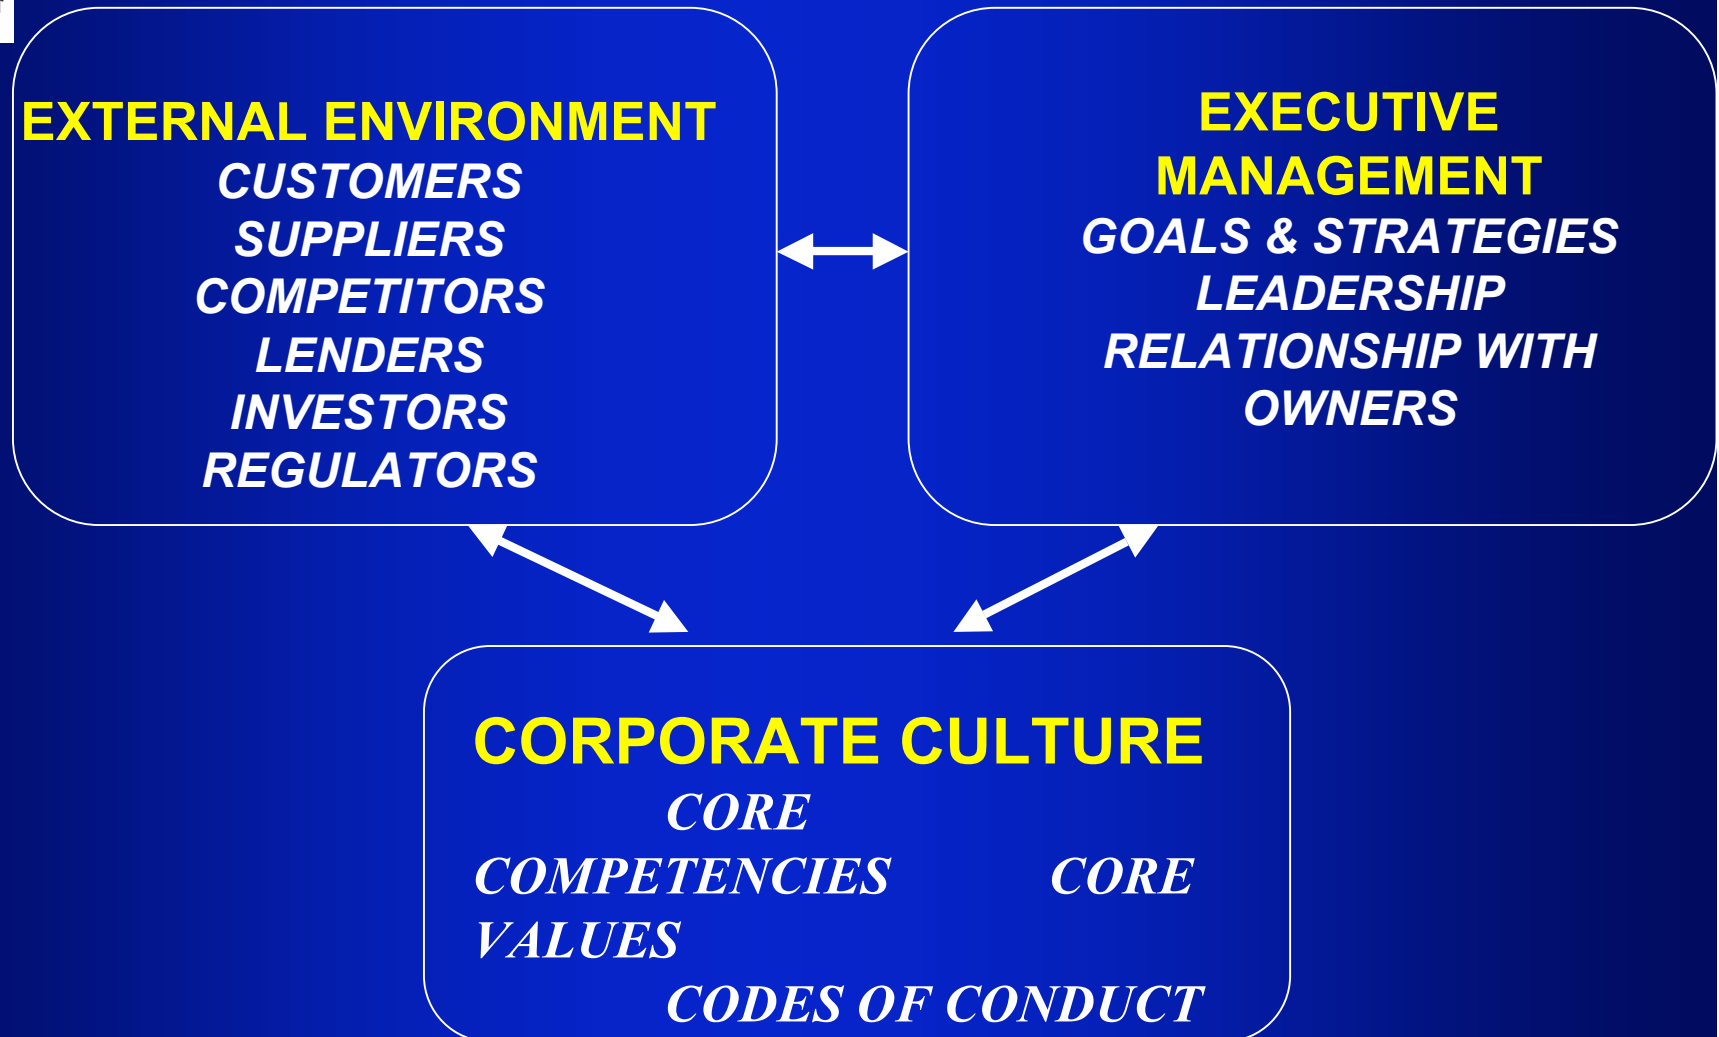 EXTERNAL ENVIRONMENT
CUSTOMERS
SUPPLIERS
COMPETITORS
LENDERS
INVESTORS
REGULATORS
EXECUTIVE
MANAGEMENT
GOALS & STRATEGIES
LEADERSHIP
RELATIONSHIP WITH
OWNERS
CORPORATE CULTURE
CORE
COMPETENCIES CORE
VALUES
CODES OF CONDUCT